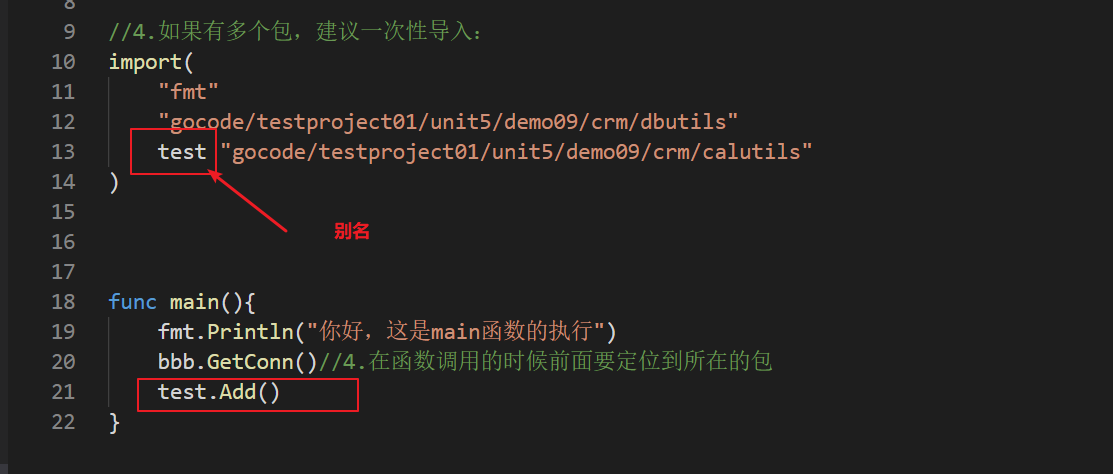 8
9 //4.如果有多个包，建议一次性导入：
10 import(
11 "fmt"
12 "gocode/testproject01/unit5/demo09/crm/dbutils"
13 test "gocode/testproject01/unit5/demo09/crm/calutils"
14 )
15
别名
16
17
18 func main(){
19 fmt.Println("你好，这是main函数的执行")
20 bbb.GetConn()//4.在函数调用的时候前面要定位到所在的包
21 test.Add()
22 }